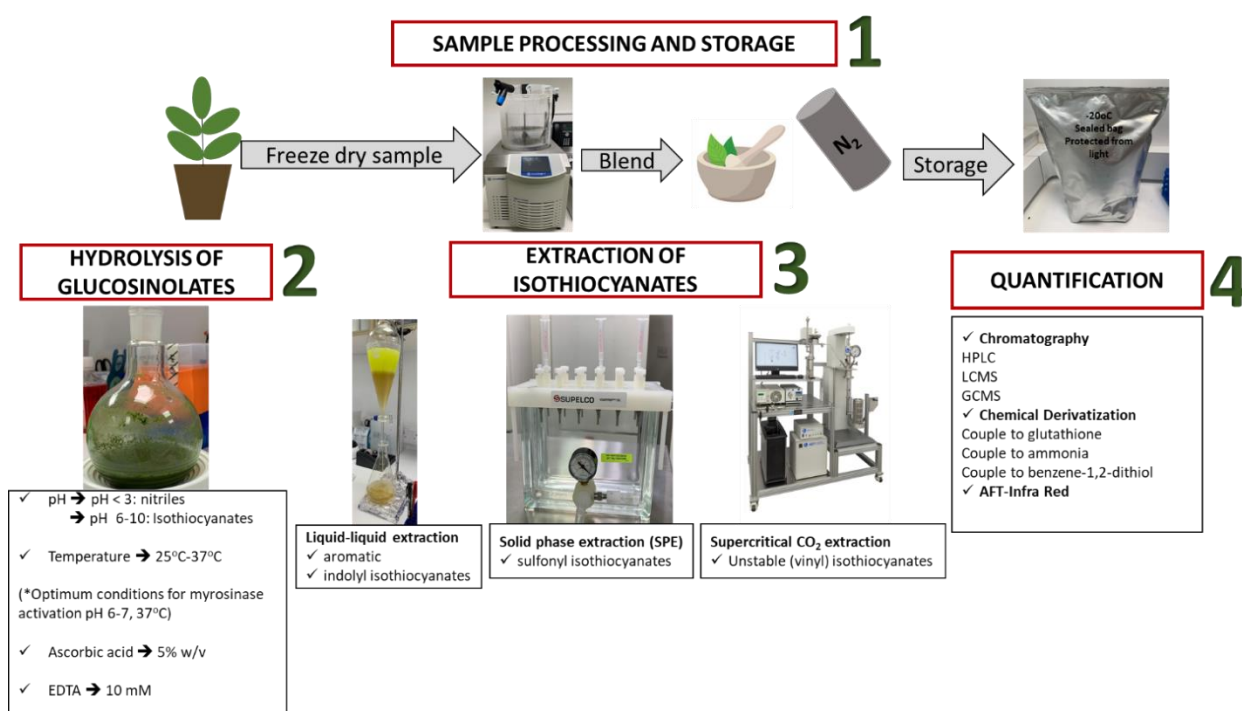 SAMPLE PROCESSING AND STORAGE
1
Freeze dry sample
Blend
N2
Storage
-20oC
Sealed bag
Protected from
light
HYDROLYSIS OF
GLUCOSINOLATES
2
EXTRACTION OF
ISOTHIOCYANATES
3
QUANTIFICATION
4
SUPELCO
✓ pH ➔ pH < 3: nitriles
➔ pH 6-10: Isothiocyanates
✓ Temperature ➔ 25°C-37°C
(*Optimum conditions for myrosinase
activation pH 6-7, 37°C)
✓ Ascorbic acid ➔ 5% w/v
✓ EDTA ➔ 10 mM
Liquid-liquid extraction
✓ aromatic
✓ indolyl isothiocyanates
Solid phase extraction (SPE)
✓ sulfonyl isothiocyanates
Supercritical CO2 extraction
✓ Unstable (vinyl) isothiocyanates
✓ Chromatography
HPLC
LCMS
GCMS
✓ Chemical Derivatization
Couple to glutathione
Couple to ammonia
Couple to benzene-1,2-dithiol
✓ AFT-Infra Red